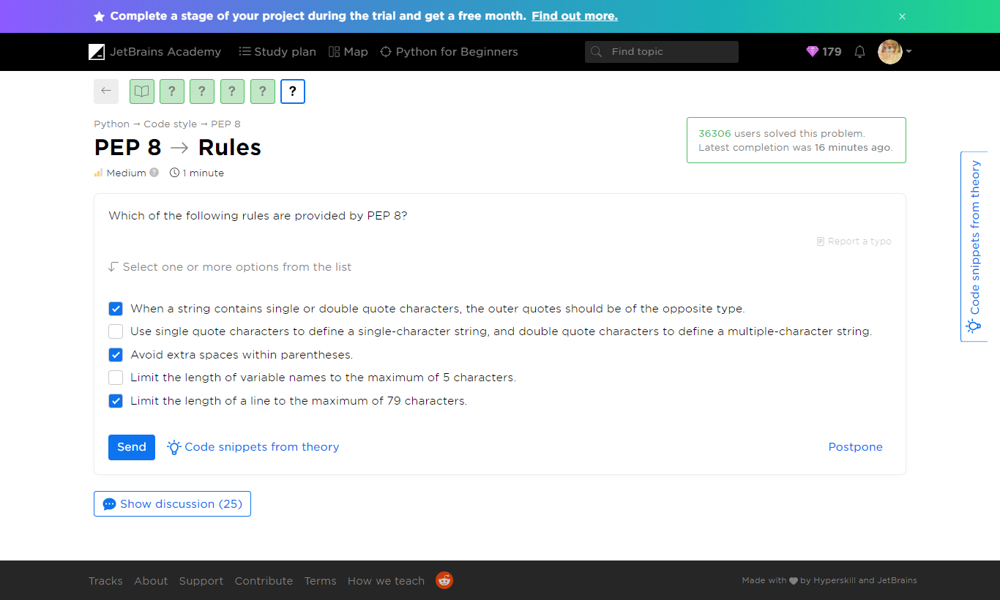 Complete a stage of your project during the trial and get a free month. Find out more.
JetBrains Academy Study plan Map Python for Beginners Find topic 179
? ? ? ? ?
Python → Code style → PEP 8
PEP 8 → Rules
Medium ? 1 minute
36306 users solved this problem.
Latest completion was 16 minutes ago.
Code snippets from theory
Which of the following rules are provided by PEP 8?
Report a typo
Select one or more options from the list
When a string contains single or double quote characters, the outer quotes should be of the opposite type.
Use single quote characters to define a single-character string, and double quote characters to define a multiple-character string.
Avoid extra spaces within parentheses.
Limit the length of variable names to the maximum of 5 characters.
Limit the length of a line to the maximum of 79 characters.
Send Code snippets from theory Postpone
Show discussion (25)
Tracks About Support Contribute Terms How we teach Made with ♥ by Hyperskill and JetBrains